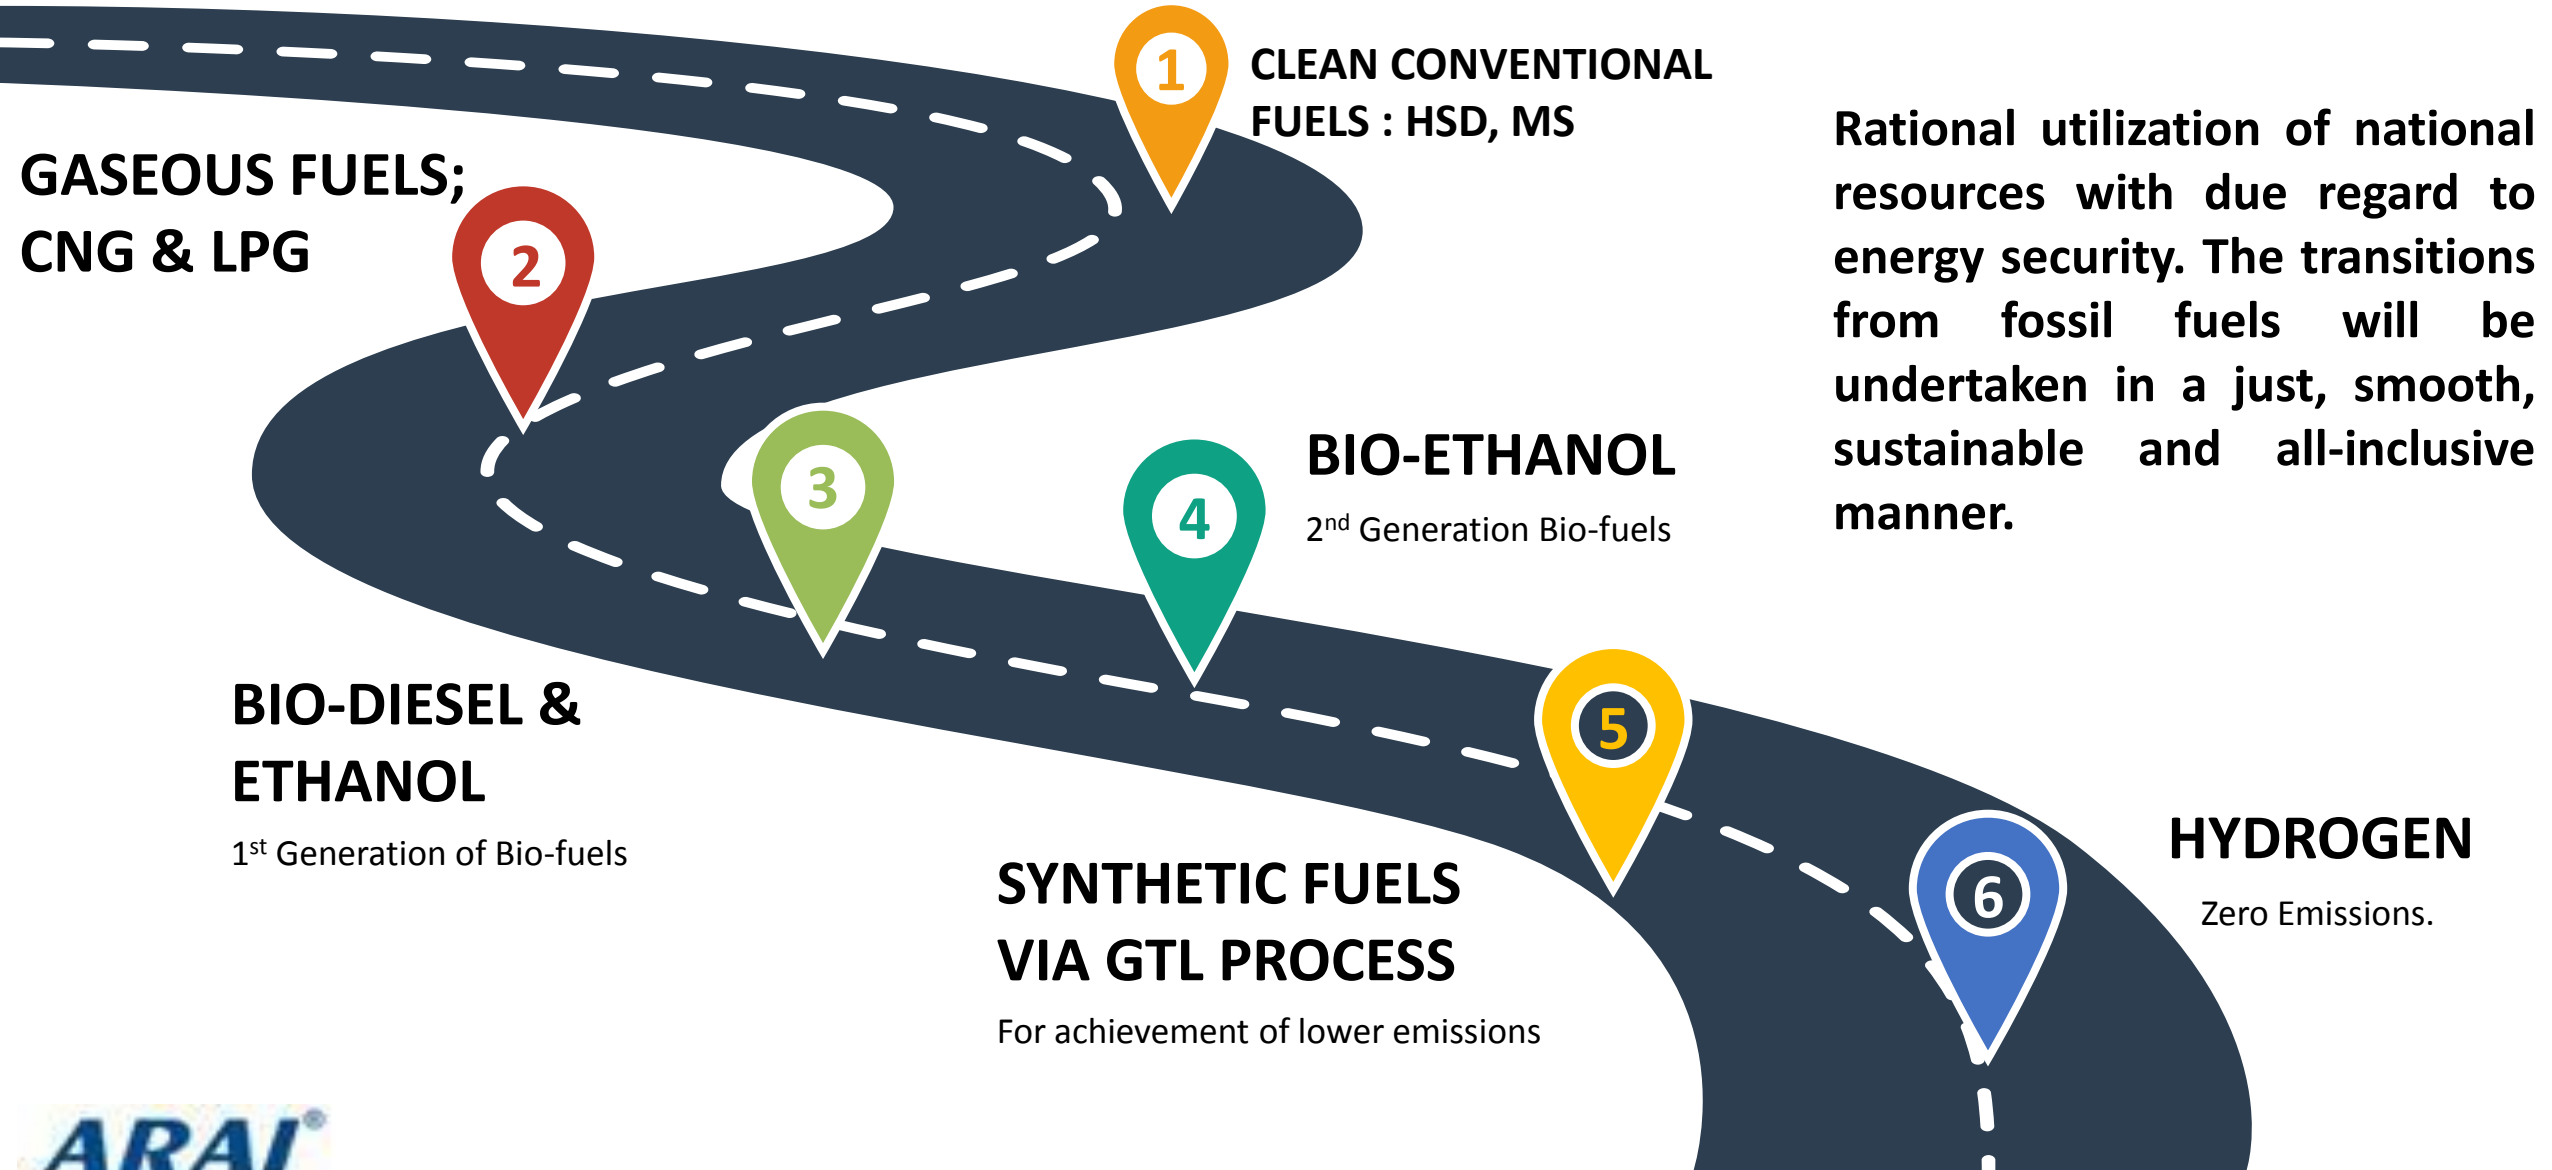 1
CLEAN CONVENTIONAL
FUELS : HSD, MS
GASEOUS FUELS;
CNG & LPG
2
Rational utilization of national
resources with due regard to
energy security. The transitions
from fossil fuels will be
undertaken in a just, smooth,
sustainable and all-inclusive
manner.
3
BIO-DIESEL &
ETHANOL
1st Generation of Bio-fuels
4
BIO-ETHANOL
2nd Generation Bio-fuels
5
SYNTHETIC FUELS
VIA GTL PROCESS
For achievement of lower emissions
6
HYDROGEN
Zero Emissions.
ARAI®